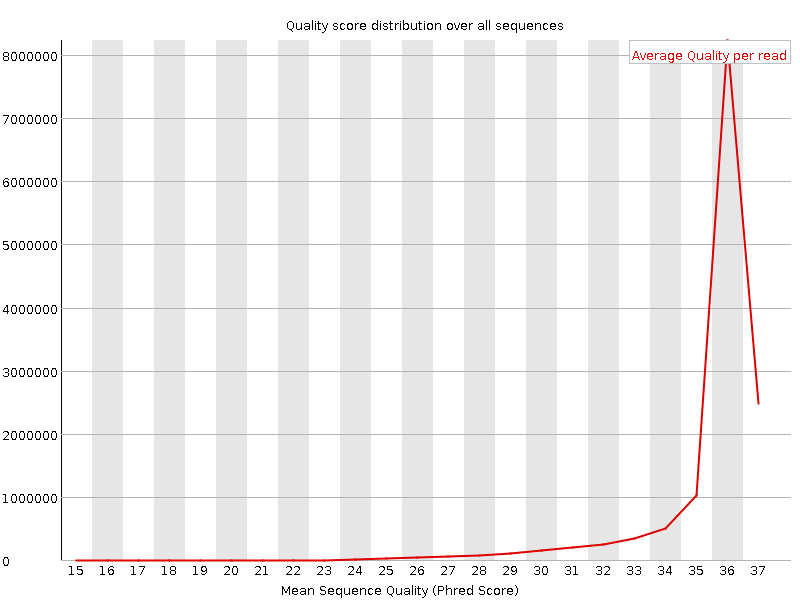 Quality score distribution over all sequences
Average Quality per read
8000000
7000000
6000000
5000000
4000000
3000000
2000000
1000000
0
15 16 17 18 19 20 21 22 23 24 25 26 27 28 29 30 31 32 33 34 35 36 37
Mean Sequence Quality (Phred Score)